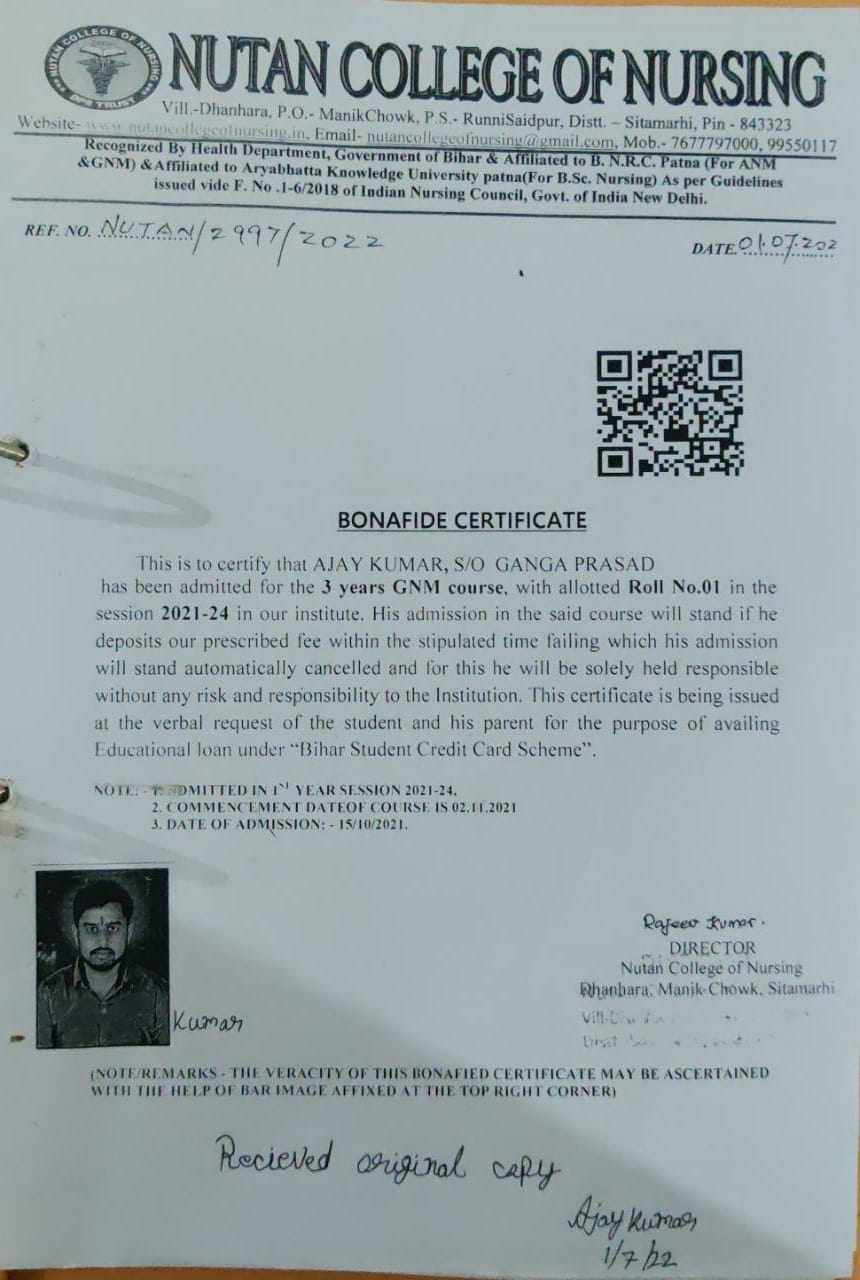 NUTAN COLLEGE OF NURSING
NUTAN COLLEGE OF NURSING
DPS TRUST
Vill.-Dhanhara, P.O.- ManikChowk, P.S.- RunniSaidpur, Distt. – Sitamarhi, Pin - 843323
Website- www.nutancollegeofnursing.in, Email- nutancollegeofnursing@gmail.com, Mob.- 7677797000, 99550117
Recognized By Health Department, Government of Bihar & Affiliated to B. N.R.C. Patna (For ANM
&GNM) &Affiliated to Aryabhatta Knowledge University patna(For B.Sc. Nursing) As per Guidelines
issued vide F. No .1-6/2018 of Indian Nursing Council, Govt. of India New Delhi.
REF. NO. NUTAN/2997/2022
DATE.01.07.202
BONAFIDE CERTIFICATE
This is to certify that AJAY KUMAR, S/O GANGA PRASAD
has been admitted for the 3 years GNM course, with allotted Roll No.01 in the
session 2021-24 in our institute. His admission in the said course will stand if he
deposits our prescribed fee within the stipulated time failing which his admission
will stand automatically cancelled and for this he will be solely held responsible
without any risk and responsibility to the Institution. This certificate is being issued
at the verbal request of the student and his parent for the purpose of availing
Educational loan under “Bihar Student Credit Card Scheme”.
NOTE: - 1. ADMITTED IN 1ST YEAR SESSION 2021-24,
2. COMMENCEMENT DATEOF COURSE IS 02.11.2021
3. DATE OF ADMISSION: - 15/10/2021.
Kumar
Rajeev Kumar.
DIRECTOR
Nutan College of Nursing
Dhanhara, Manik-Chowk, Sitamarhi
(NOTE/REMARKS - THE VERACITY OF THIS BONAFIED CERTIFICATE MAY BE ASCERTAINED
WITH THE HELP OF BAR IMAGE AFFIXED AT THE TOP RIGHT CORNER)
Recieved original copy
Ajay Kumar
1/7/22